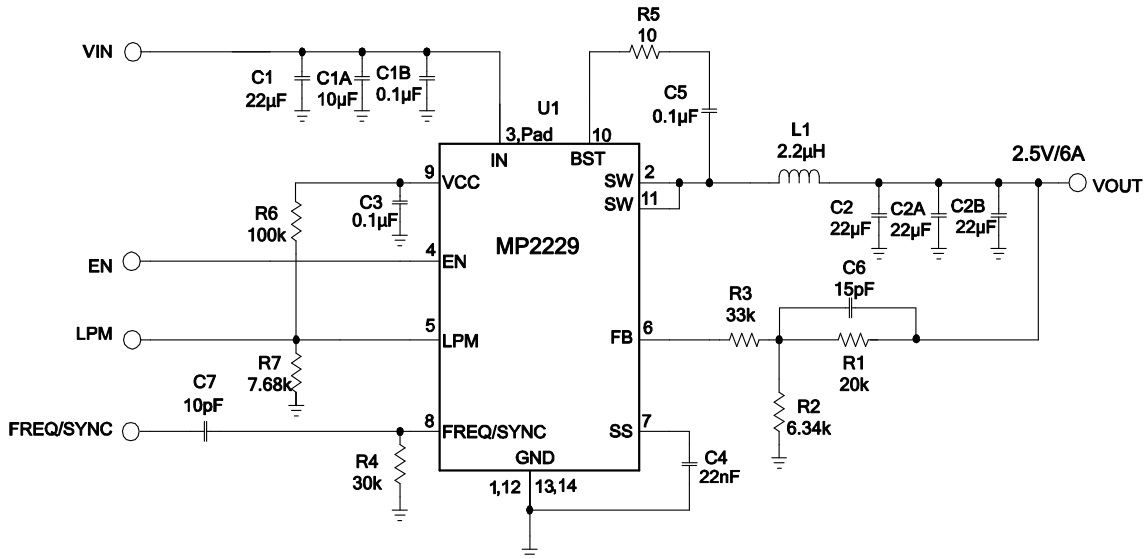 R5
10
VIN
C1
22µF
C1A
10µF
C1B
0.1µF
C5
0.1µF
U1
3,Pad
10
IN
BST
L1
2.2µH
2.5V/6A
VOUT
9
VCC
SW
2
SW
11
R6
100k
C3
0.1µF
C2
22µF
C2A
22µF
C2B
22µF
MP2229
EN
4
EN
C6
15pF
R3
33k
LPM
5
LPM
FB
6
R1
20k
R7
7.68k
C7
10pF
R2
6.34k
FREQ/SYNC
8
FREQ/SYNC
SS
7
R4
30k
GND
C4
22nF
1,12
13,14